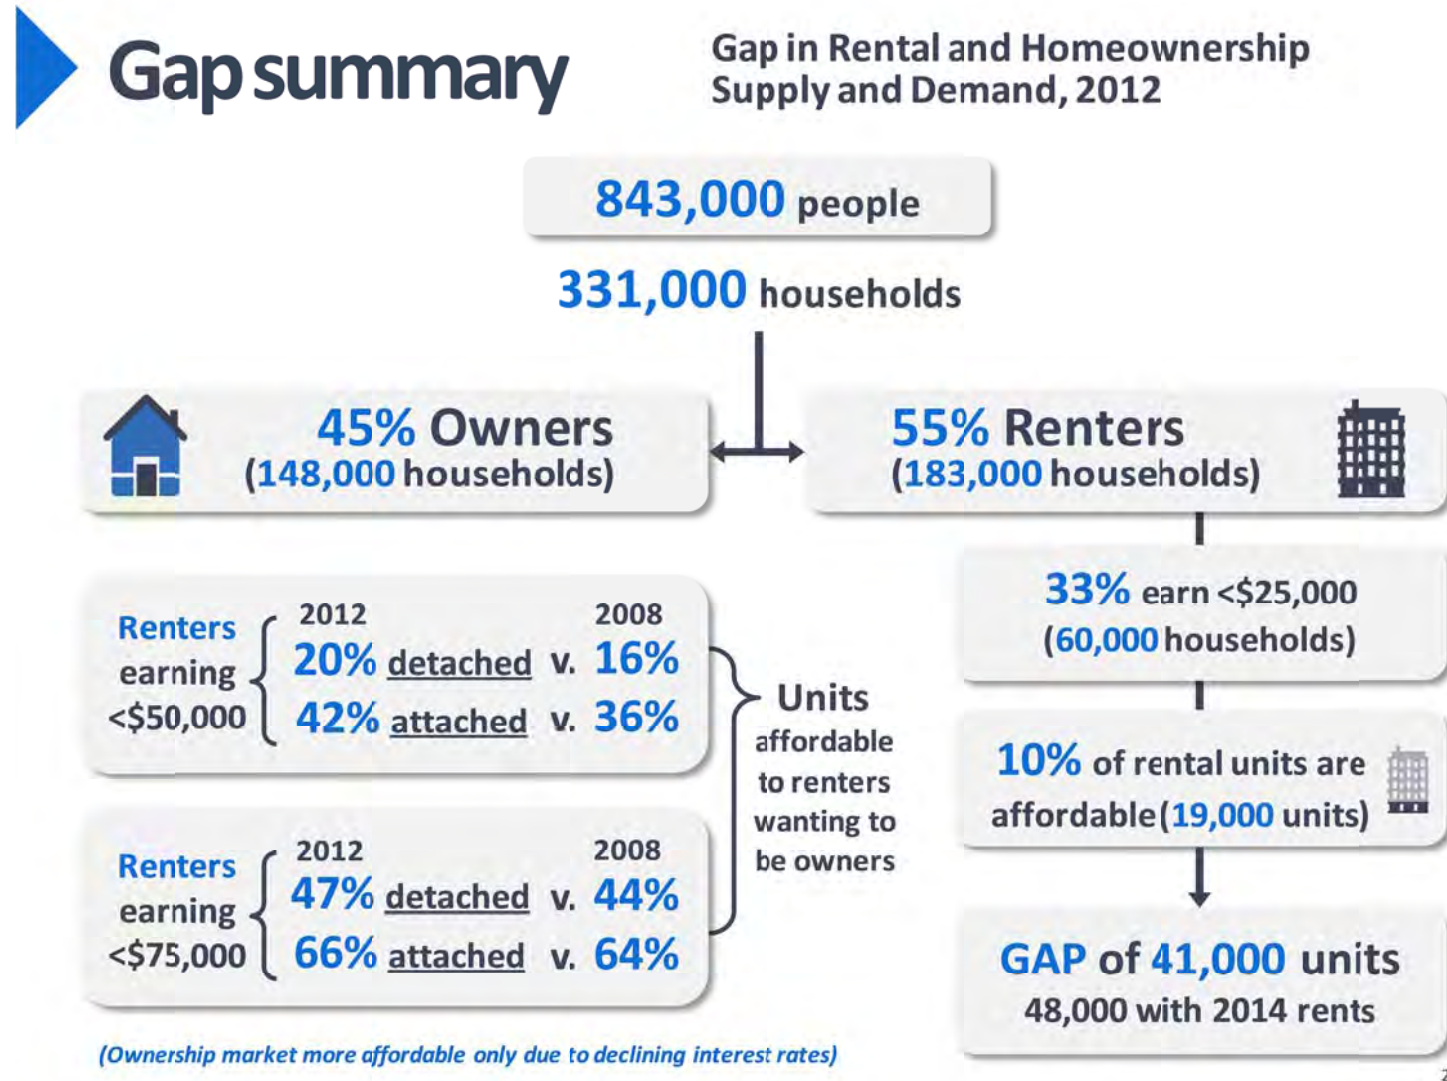 Gap summary
Gap in Rental and Homeownership
Supply and Demand, 2012
843,000 people
331,000 households
45% Owners
(148,000 households)
55% Renters
(183,000 households)
Renters
earning
<$50,000
2012
2008
20% detached v. 16%
42% attached v. 36%
Renters
earning
<$75,000
2012
2008
47% detached v. 44%
66% attached v. 64%
Units
affordable
to renters
wanting to
be owners
(Ownership market more affordable only due to declining interest rates)
33% earn <$25,000
(60,000 households)
10% of rental units are
affordable (19,000 units)
GAP of 41,000 units
48,000 with 2014 rents